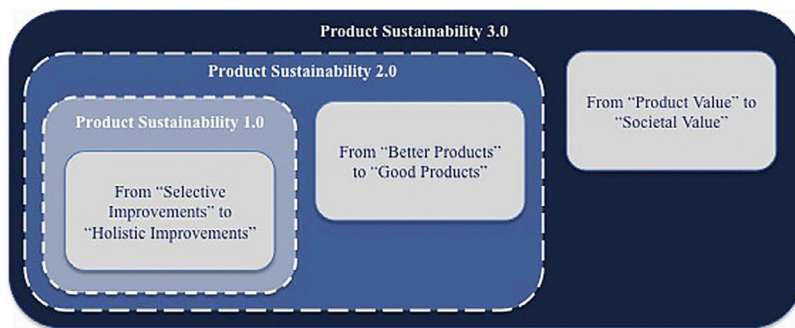 Product Sustainability 3.0
Product Sustainability 2.0
Product Sustainability 1.0
From “Selective
Improvements” to
“Holistic Improvements”
From “Better Products”
to “Good Products”
From “Product Value” to
“Societal Value”